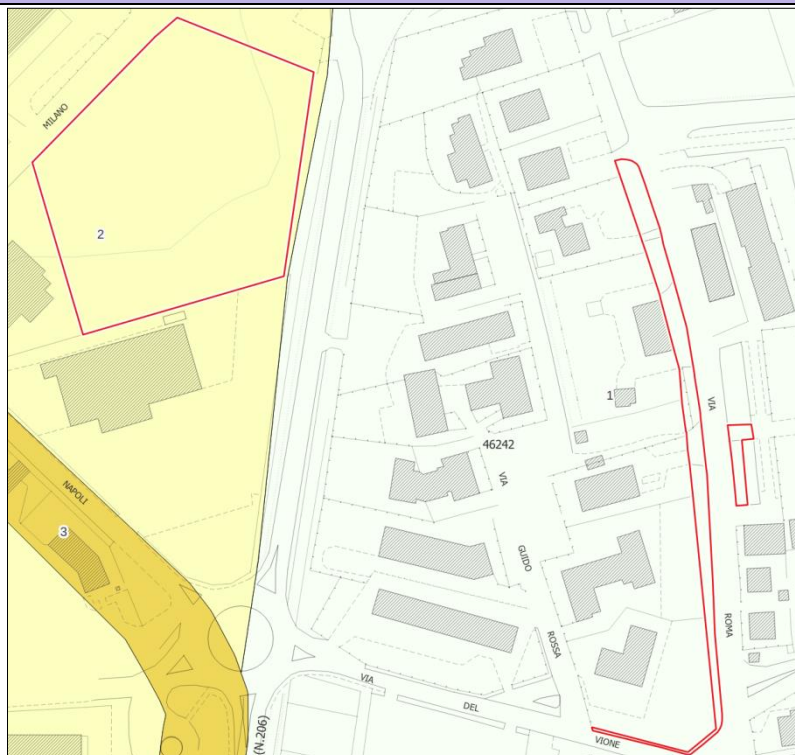 MILANO
2
1
VIA
46242
VIA
NAPOLI
3
GUIDO
ROMA
ROSSA
VIA
DEL
(N.206)
VIONE